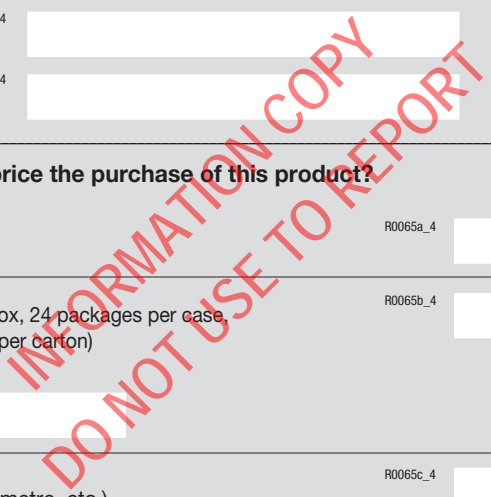 4
4
price the purchase of this product?
R0065a_4
R0065b_4
ox, 24 packages per case,
per carton)
R0065c_4
metre, etc.)
INFORMATION COPY
DO NOT USE TO REPORT